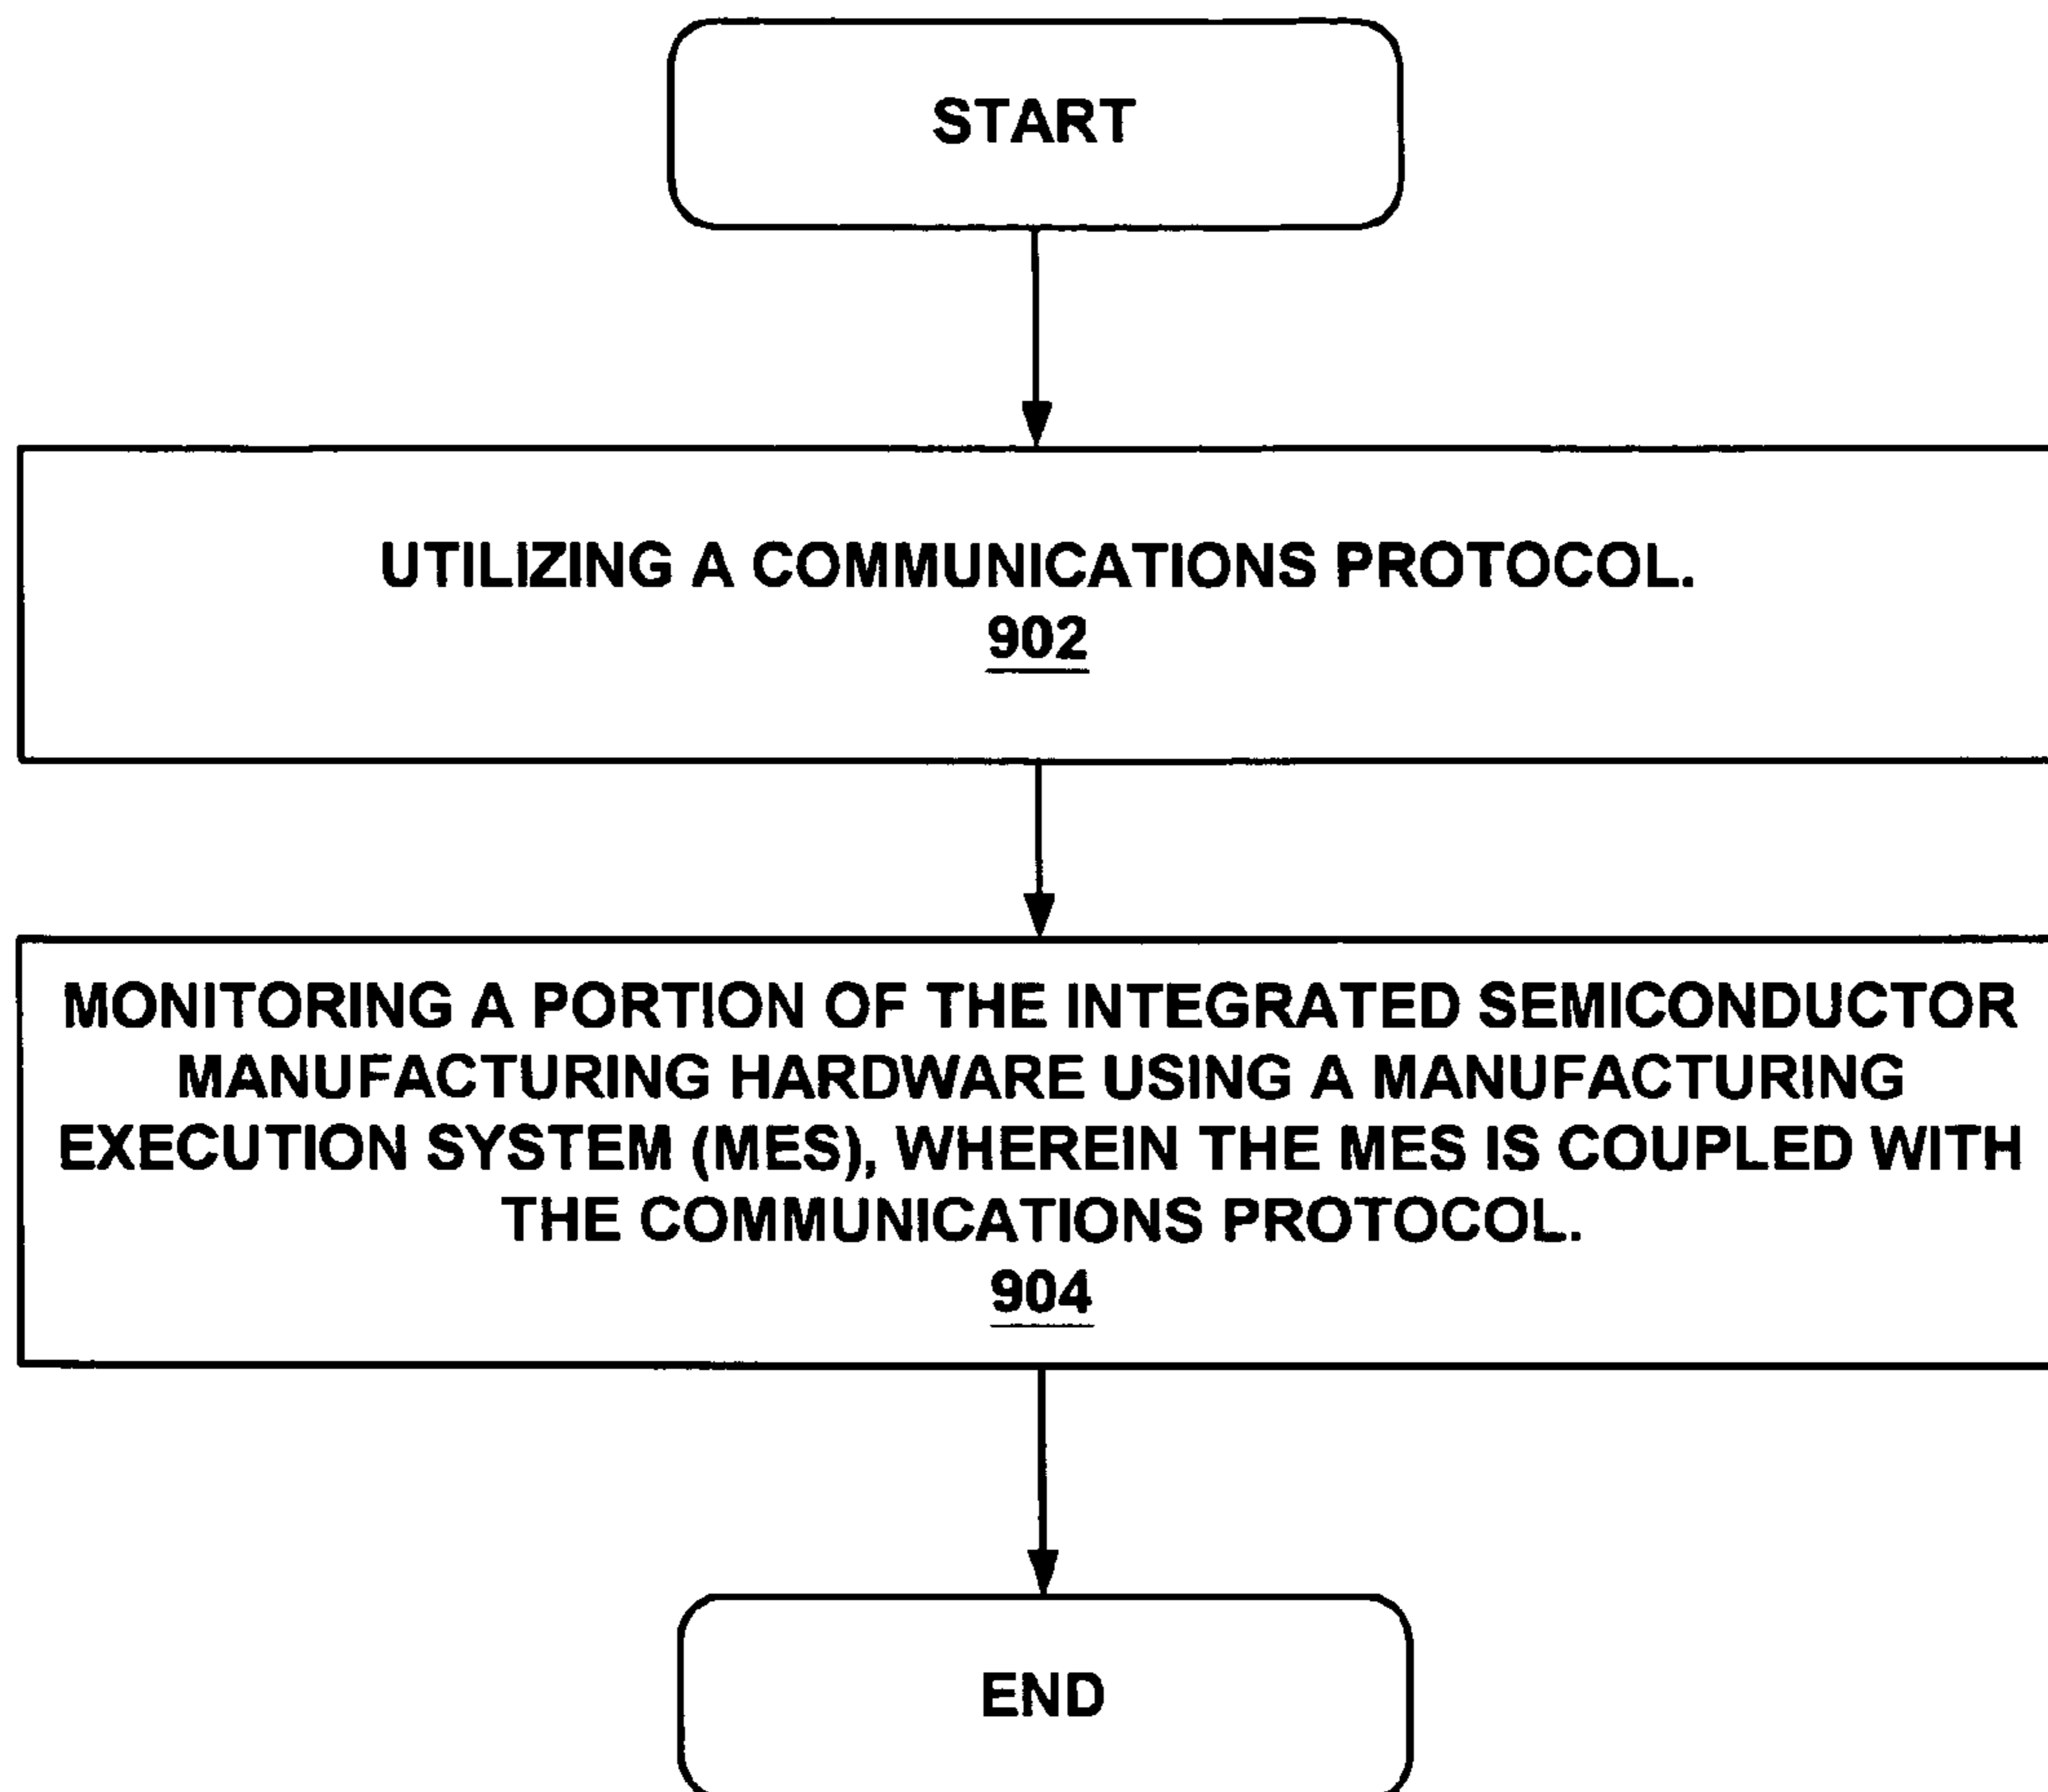 START
UTILIZING A COMMUNICATIONS PROTOCOL.
902
MONITORING A PORTION OF THE INTEGRATED SEMICONDUCTOR
MANUFACTURING HARDWARE USING A MANUFACTURING
EXECUTION SYSTEM (MES), WHEREIN THE MES IS COUPLED WITH
THE COMMUNICATIONS PROTOCOL.
904
END